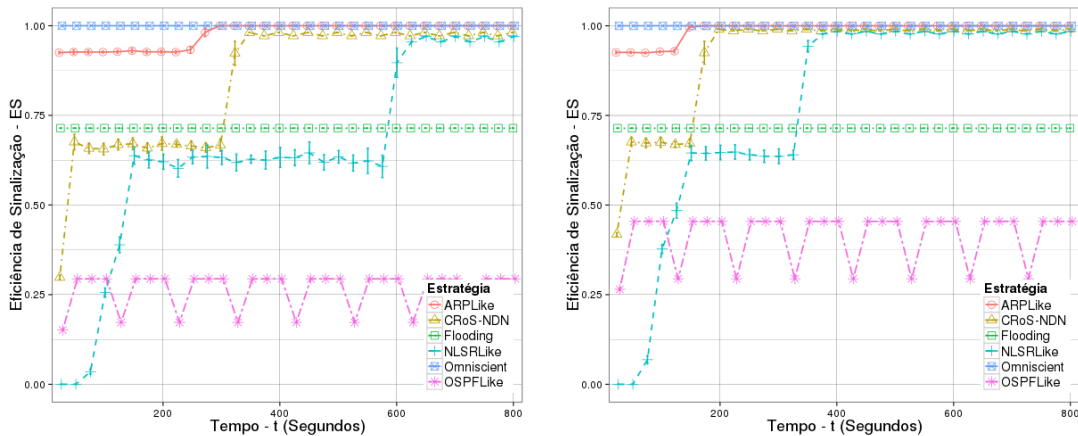 Eficiência de Sinalização - ES
1.00
0.75
0.50
0.25
0.00
Estratégia
ARPLike
CRoS-NDN
Flooding
NLSRLike
Omniscient
OSPFLike
200
400
600
800
Tempo - t (Segundos)
Eficiência de Sinalização - ES
1.00
0.75
0.50
0.25
0.00
Estratégia
ARPLike
CRoS-NDN
Flooding
NLSRLike
Omniscient
OSPFLike
200
400
600
800
Tempo - t (Segundos)